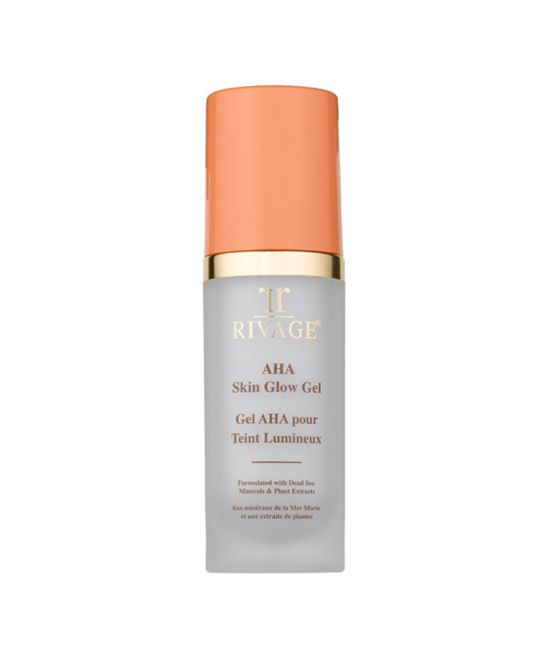 RIVAGE®
AHA
Skin Glow Gel
Gel AHA pour
Teint Lumineux
Formulated with Dead Sea
Minerals & Plant Extracts
Aux minéraux de la Mer Morte
et aux extraits de plantes